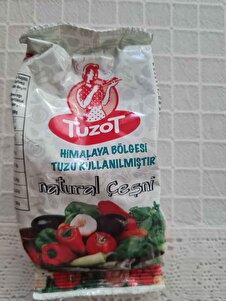 TUZOT
HİMALAYA BÖLGESİ
TUZU KULLANILMIŞTIR
natural çeşni